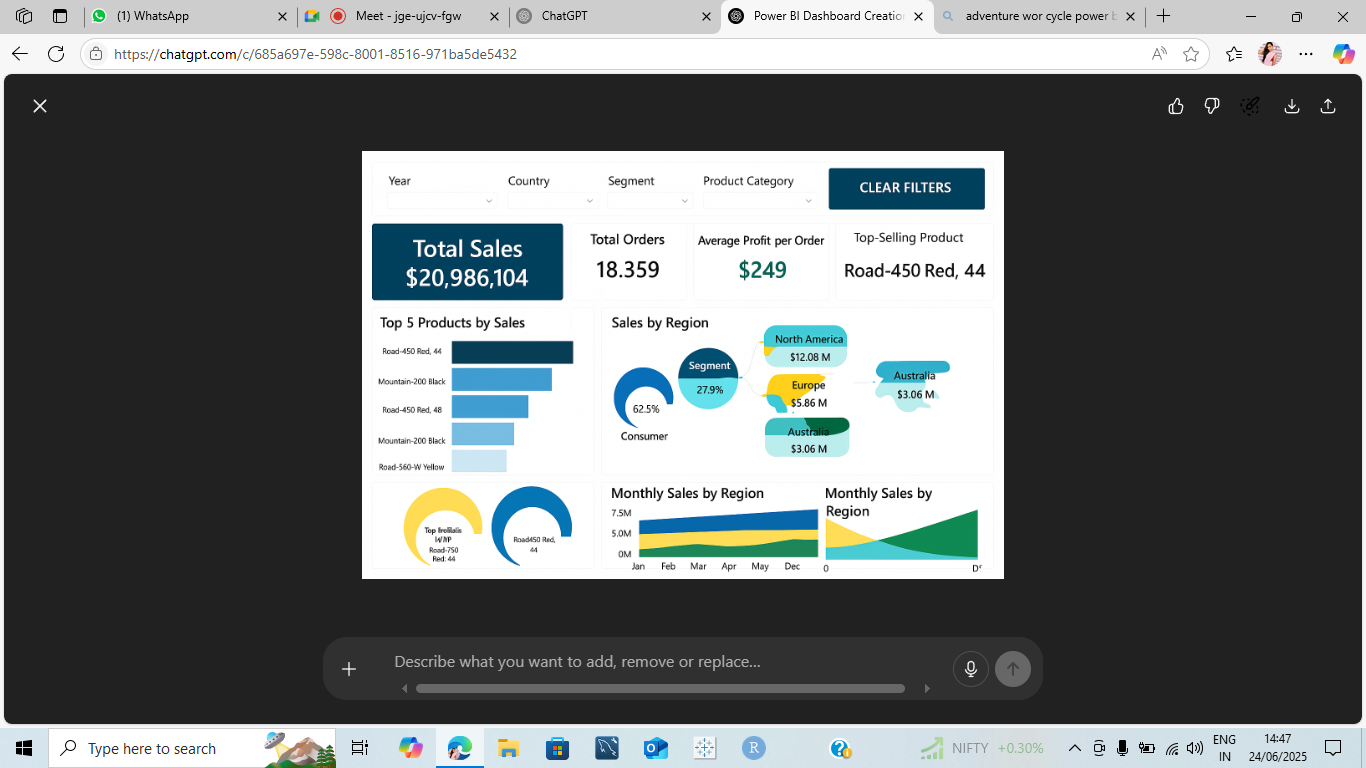 (1) WhatsApp
Meet - jge-ujcv-fgw
ChatGPT
Power BI Dashboard Creation
adventure wor cycle power b
https://chatgpt.com/c/685a697e-598c-8001-8516-971ba5de5432
Year
Country
Segment
Product Category
CLEAR FILTERS
Total Sales
$20,986,104
Total Orders
18.359
Average Profit per Order
$249
Top-Selling Product
Road-450 Red, 44
Top 5 Products by Sales
Road-450 Red, 44
Mountain-200 Black
Road-450 Red, 48
Mountain-200 Black
Road-560-W Yellow
Sales by Region
62.5%
Consumer
Segment
27.9%
North America
$12.08 M
Europe
$5.86 M
Australia
$3.06 M
Australia
$3.06 M
Top
Road-750
Red: 44
Road450 Red,
44
Monthly Sales by Region
7.5M
5.0M
0M
Jan Feb Mar Apr May Dec
Monthly Sales by
Region
0
Describe what you want to add, remove or replace...
Type here to search
R
NIFTY +0.30%
ENG
IN
14:47
24/06/2025